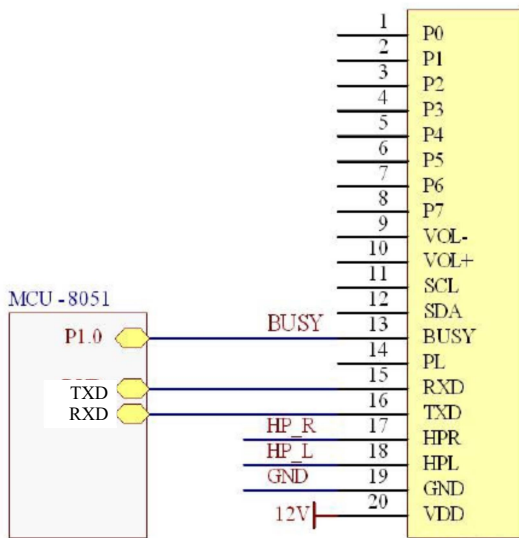 1 P0
2 P1
3 P2
4 P3
5 P4
6 P5
7 P6
8 P7
9 VOL-
10 VOL+
11 SCL
12 SDA
MCU-8051
P1.0 BUSY 13 BUSY
14 PL
TXD 15 RXD
RXD 16 TXD
HP_R 17 HPR
HP_L 18 HPL
GND 19 GND
12V 20 VDD